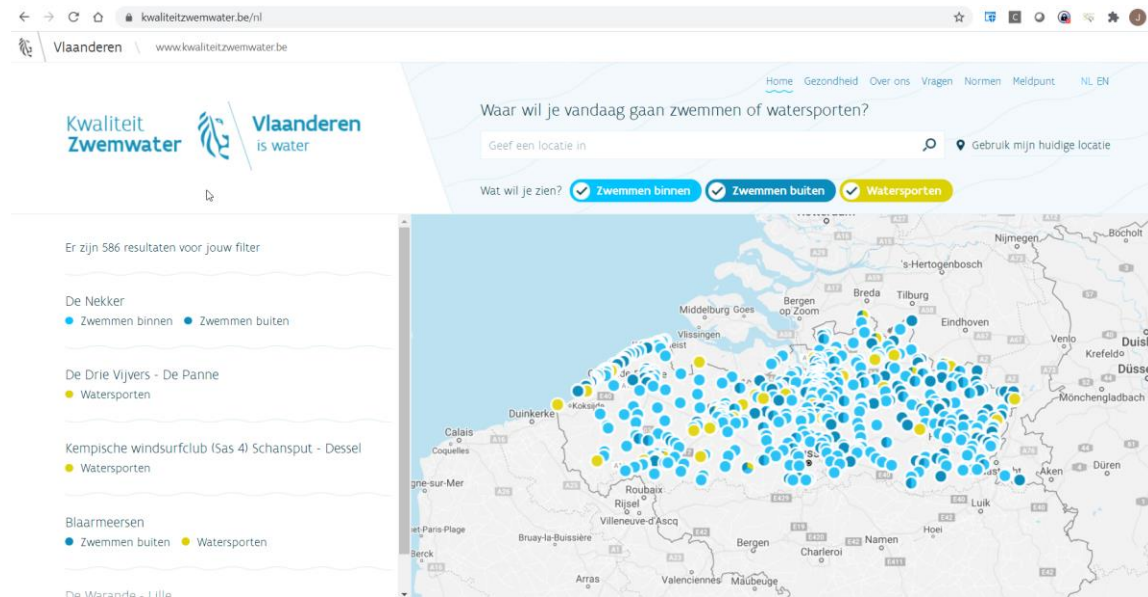 kwaliteitzwemwater.be/nl
Vlaanderen \ www.kwaliteitzwemwater.be
Home Gezondheid Over ons Vragen Normen Meldpunt NL EN
Kwaliteit
Zwemwater
Vlaanderen
is water
Waar wil je vandaag gaan zwemmen of watersporten?
Geef een locatie in
Gebruik mijn huidige locatie
Wat wil je zien? Zwemmen binnen Zwemmen buiten Watersporten
Er zijn 586 resultaten voor jouw filter
De Nekker
Zwemmen binnen Zwemmen buiten
De Drie Vijvers - De Panne
Watersporten
Kempische windsurfclub (Sas 4) Schansput - Dessel
Watersporten
Blaarmeersen
Zwemmen buiten Watersporten
De Warande - Lille
Nijmegen
Bocholt
's-Hertogenbosch
Breda
Tilburg
Middelburg Goes
Bergen
op Zoom
Eindhoven
Vlissingen
Venlo
Krefeld
Mönchengladbach
Duinkerke
Calais
Coquelles
Roubaix
Rijsel
Villeneuve-d'Ascq
Aken
Düren
Luik
Bruay-la-Buissière
Bergen
Charleroi
Namen
Hoei
Berck
Arras
Valenciennes
Maubeuge